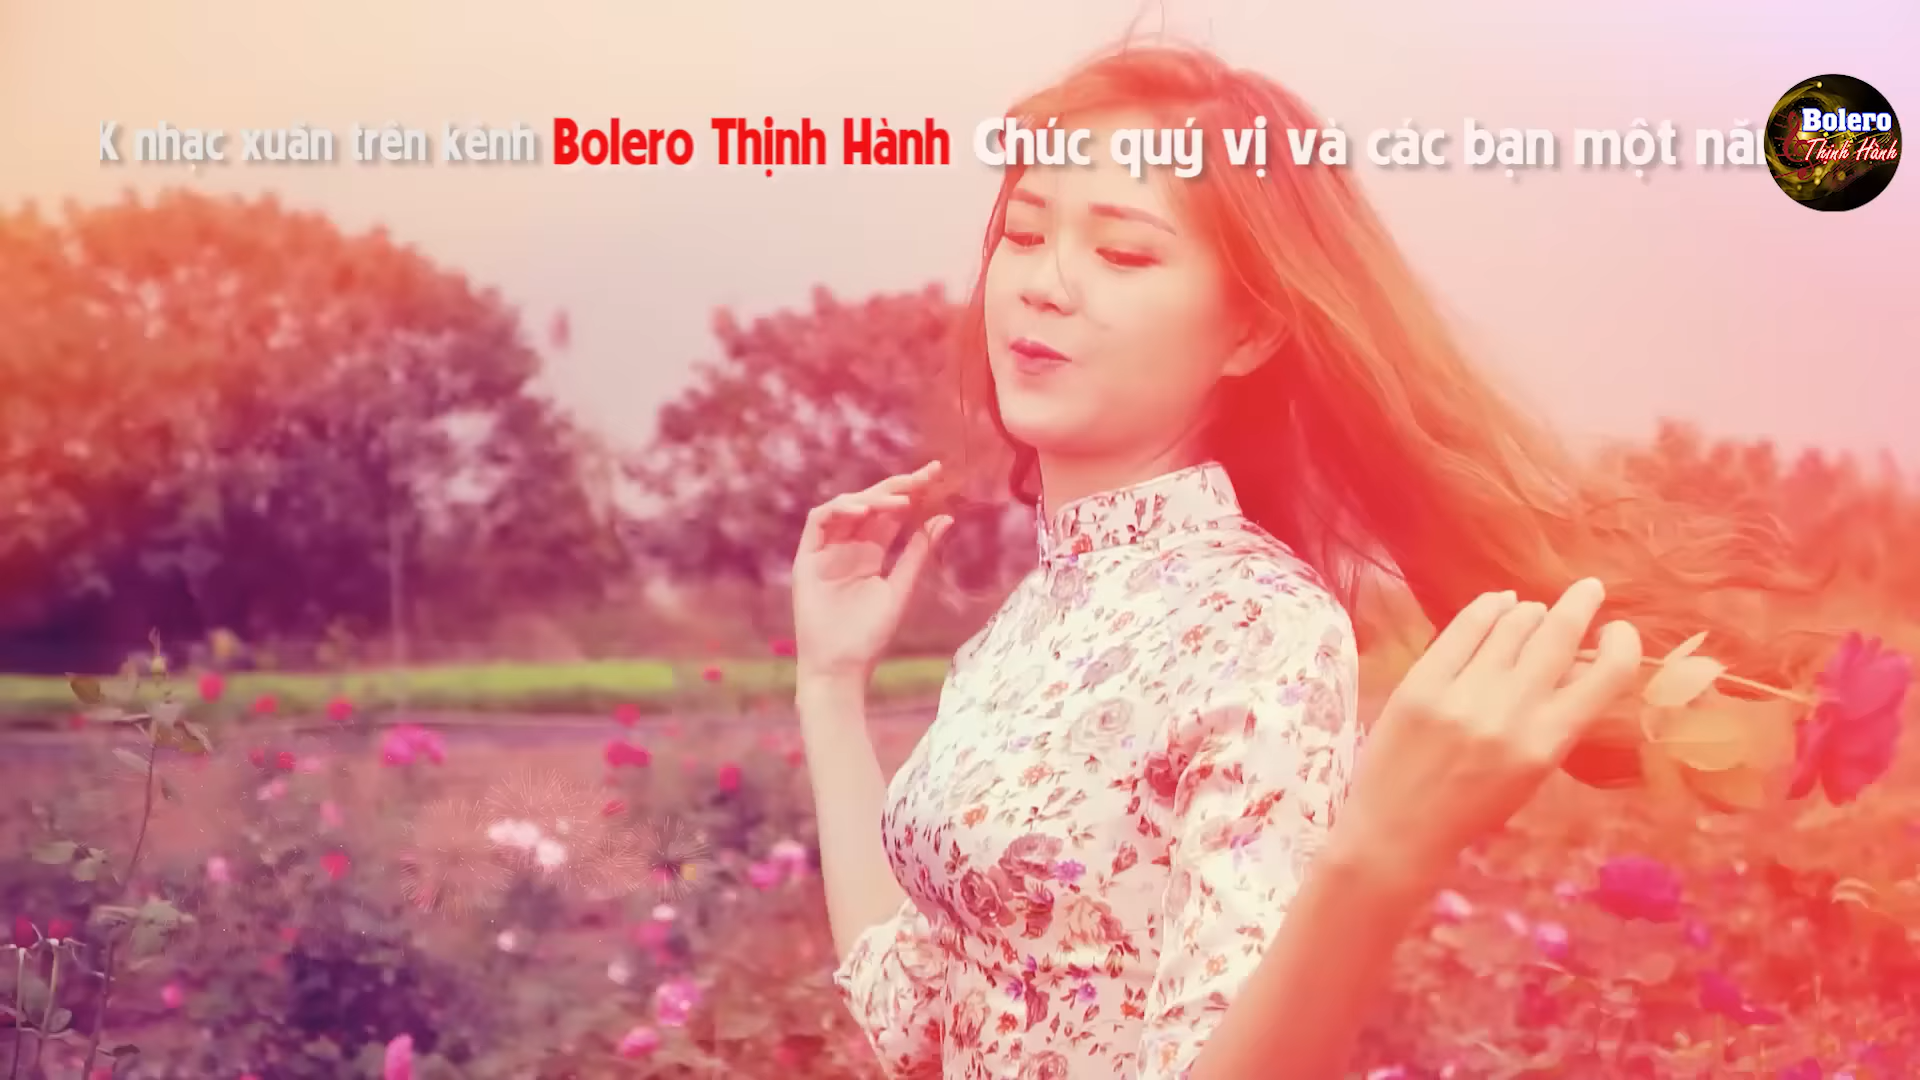 K nhạc xuân trên kênh Bolero Thịnh Hành Chúc quý vị và các bạn một
Bolero
Thịnh Hành